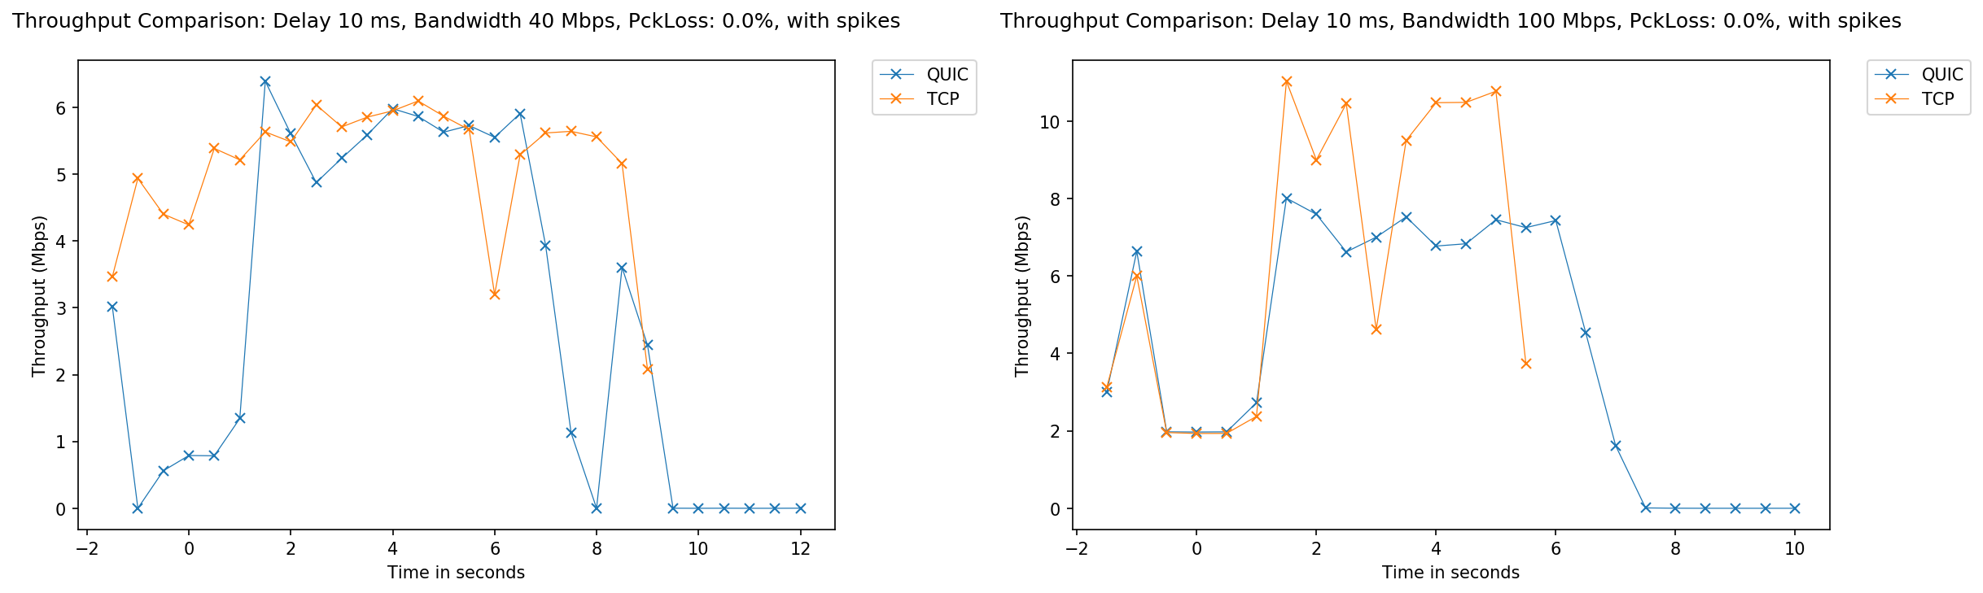 Throughput Comparison: Delay 10 ms, Bandwidth 40 Mbps, PckLoss: 0.0%, with spikes
QUIC
TCP
Throughput (Mbps)
6
5
4
3
2
1
0
−2
0
2
4
6
8
10
12
Time in seconds
Throughput Comparison: Delay 10 ms, Bandwidth 100 Mbps, PckLoss: 0.0%, with spikes
QUIC
TCP
Throughput (Mbps)
10
8
6
4
2
0
−2
0
2
4
6
8
10
Time in seconds